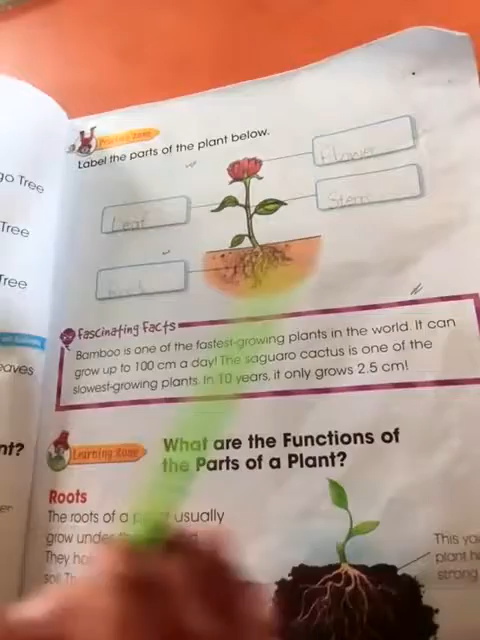 Practice Zone
Label the parts of the plant below.
go Tree
Tree
Tree
eaves
nt?
Flower
Leaf
Stem
Fascinating Facts
Bamboo is one of the fastest-growing plants in the world. It can
grow up to 100 cm a day! The saguaro cactus is one of the
slowest-growing plants. In 10 years, it only grows 2.5 cm!
Learning Zone
What are the Functions of
the Parts of a Plant?
Roots
The roots of a usually
grow
They
This
plant
strong